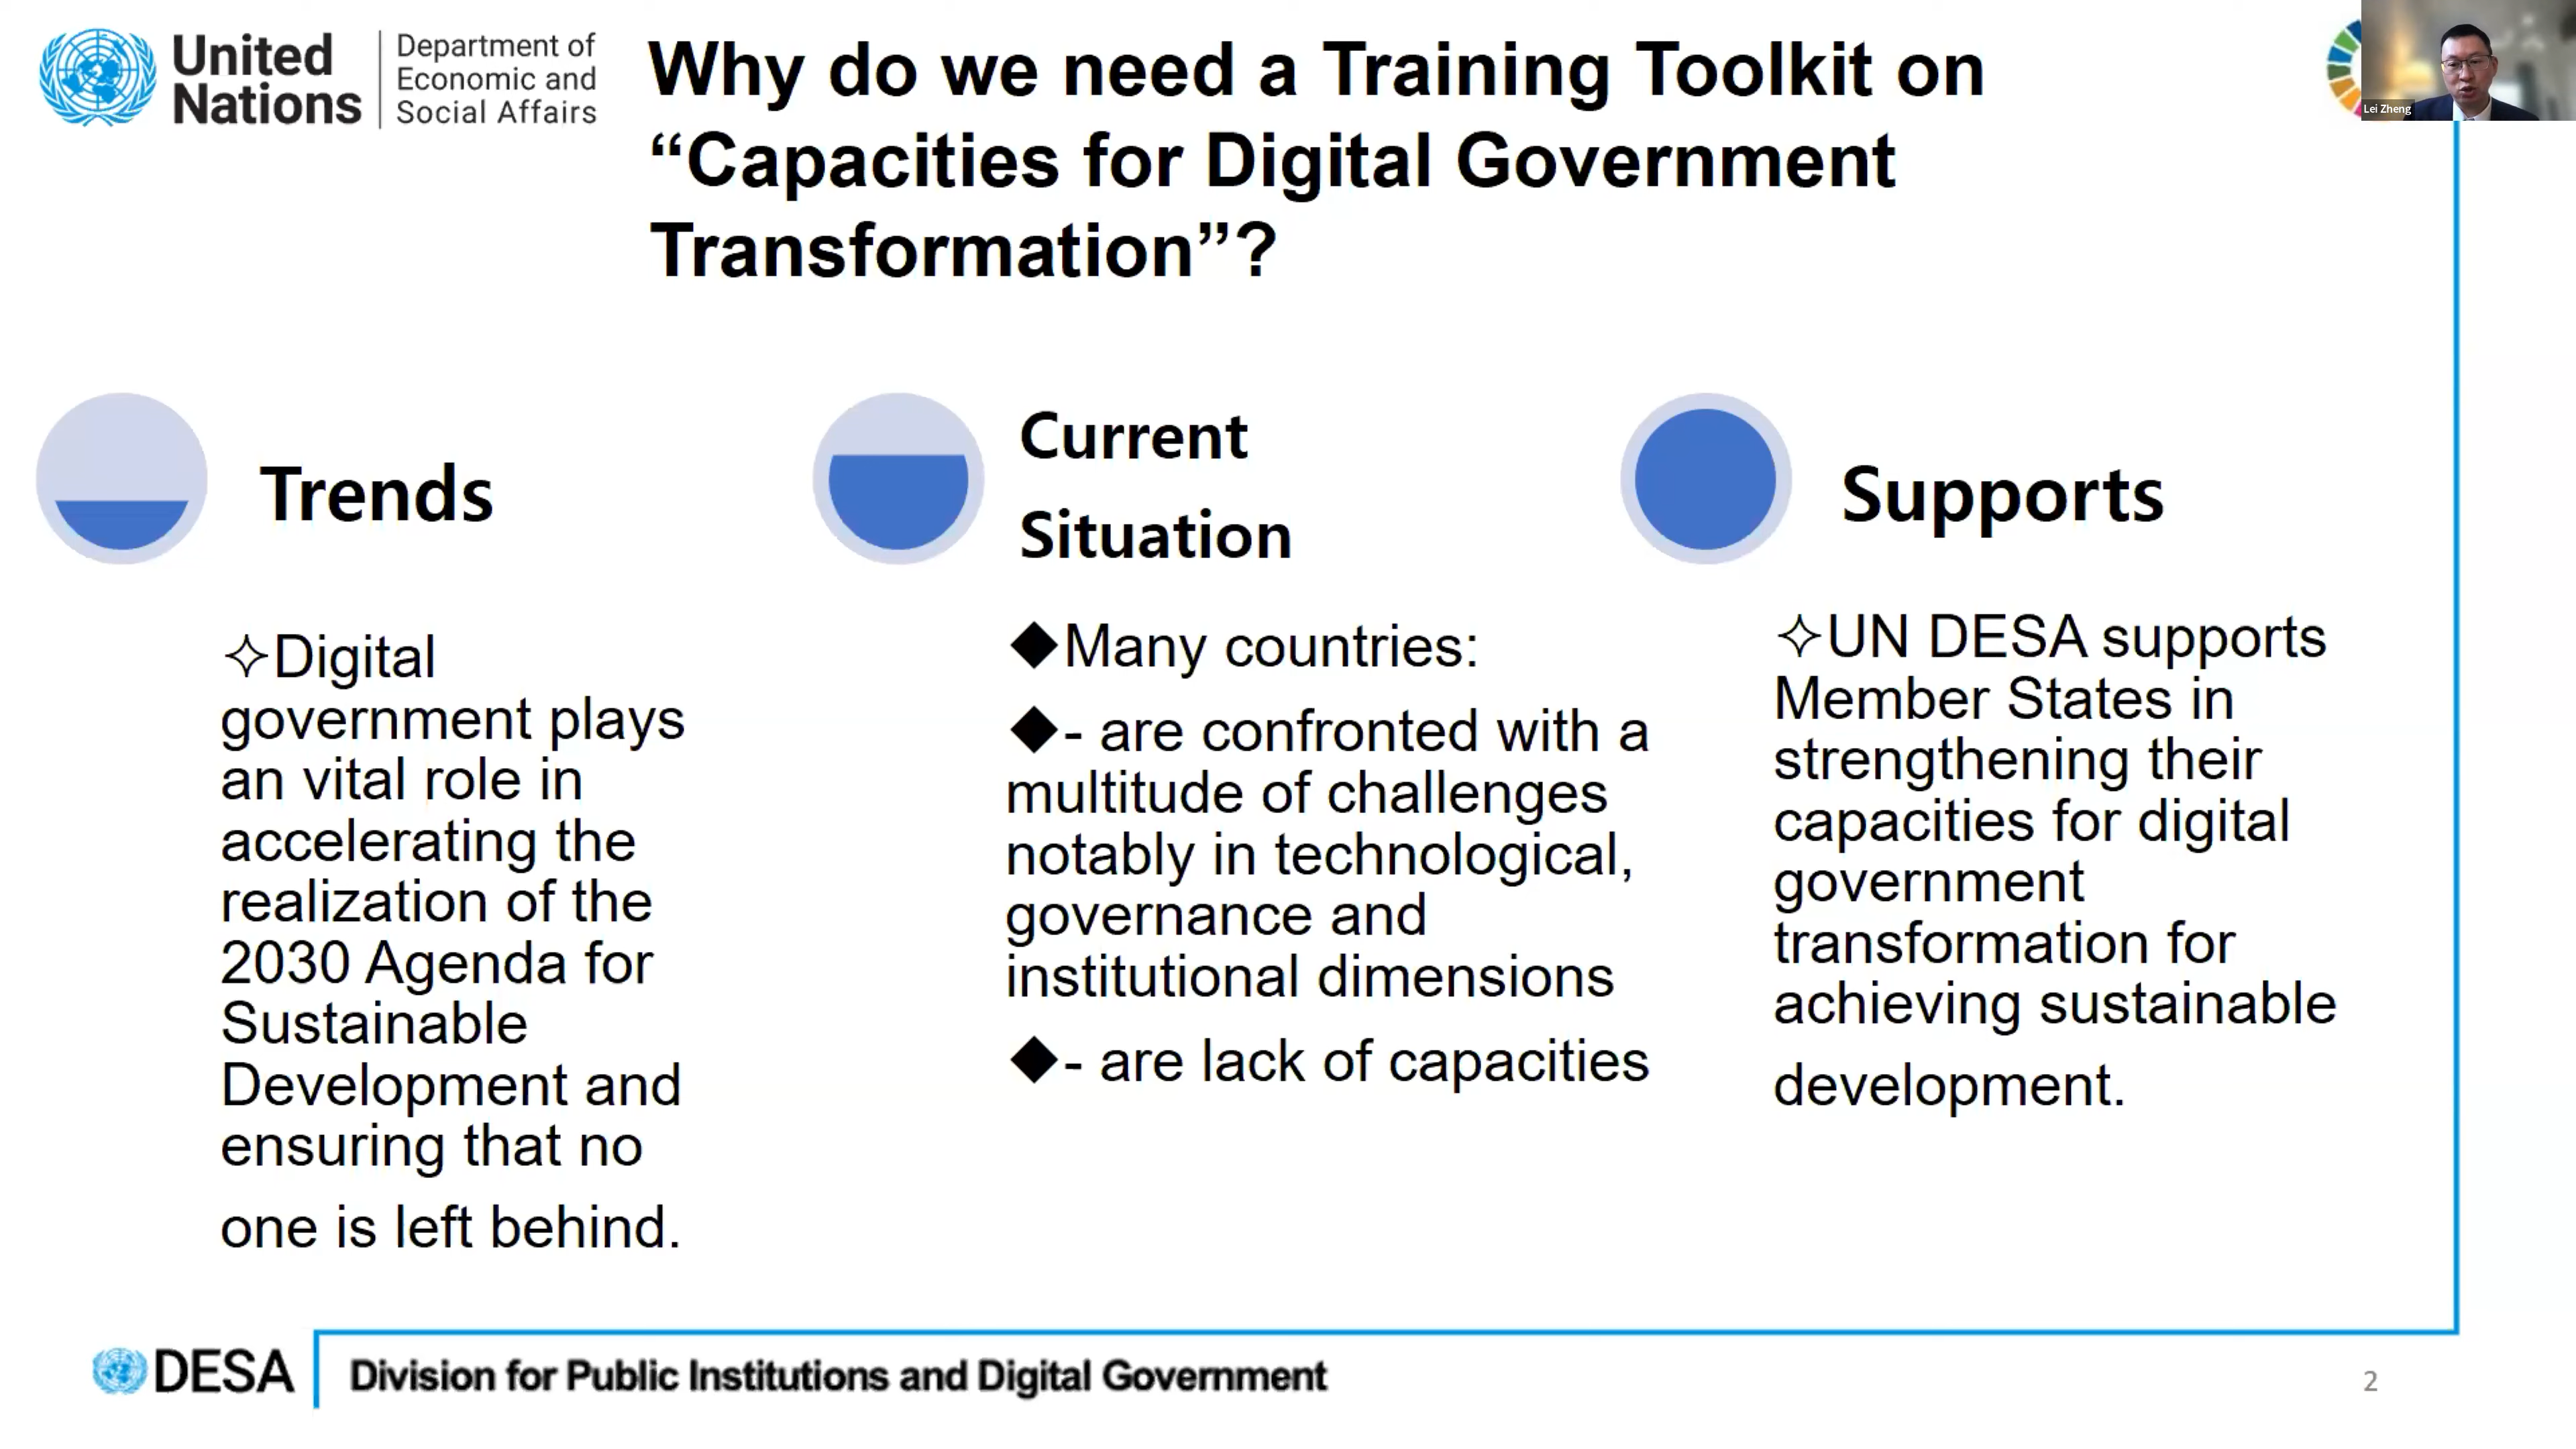 United
Nations
Department of
Economic and
Social Affairs
Why do we need a Training Toolkit on
“Capacities for Digital Government
Transformation”?
Lei Zheng
Trends
✧Digital
government plays
an vital role in
accelerating the
realization of the
2030 Agenda for
Sustainable
Development and
ensuring that no
one is left behind.
Current
Situation
◆Many countries:
◆- are confronted with a
multitude of challenges
notably in technological,
governance and
institutional dimensions
◆- are lack of capacities
Supports
✧UN DESA supports
Member States in
strengthening their
capacities for digital
government
transformation for
achieving sustainable
development.
DESA
Division for Public Institutions and Digital Government
2